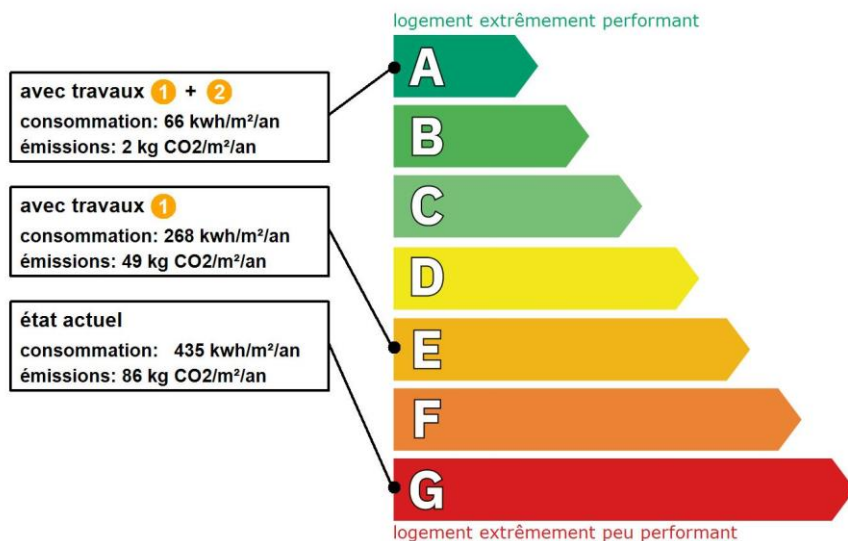 logement extrêmement performant
A
avec travaux 1 + 2
consommation: 66 kwh/m²/an
émissions: 2 kg CO2/m²/an
B
avec travaux 1
consommation: 268 kwh/m²/an
émissions: 49 kg CO2/m²/an
C
D
état actuel
consommation: 435 kwh/m²/an
émissions: 86 kg CO2/m²/an
E
F
G
logement extrêmement peu performant